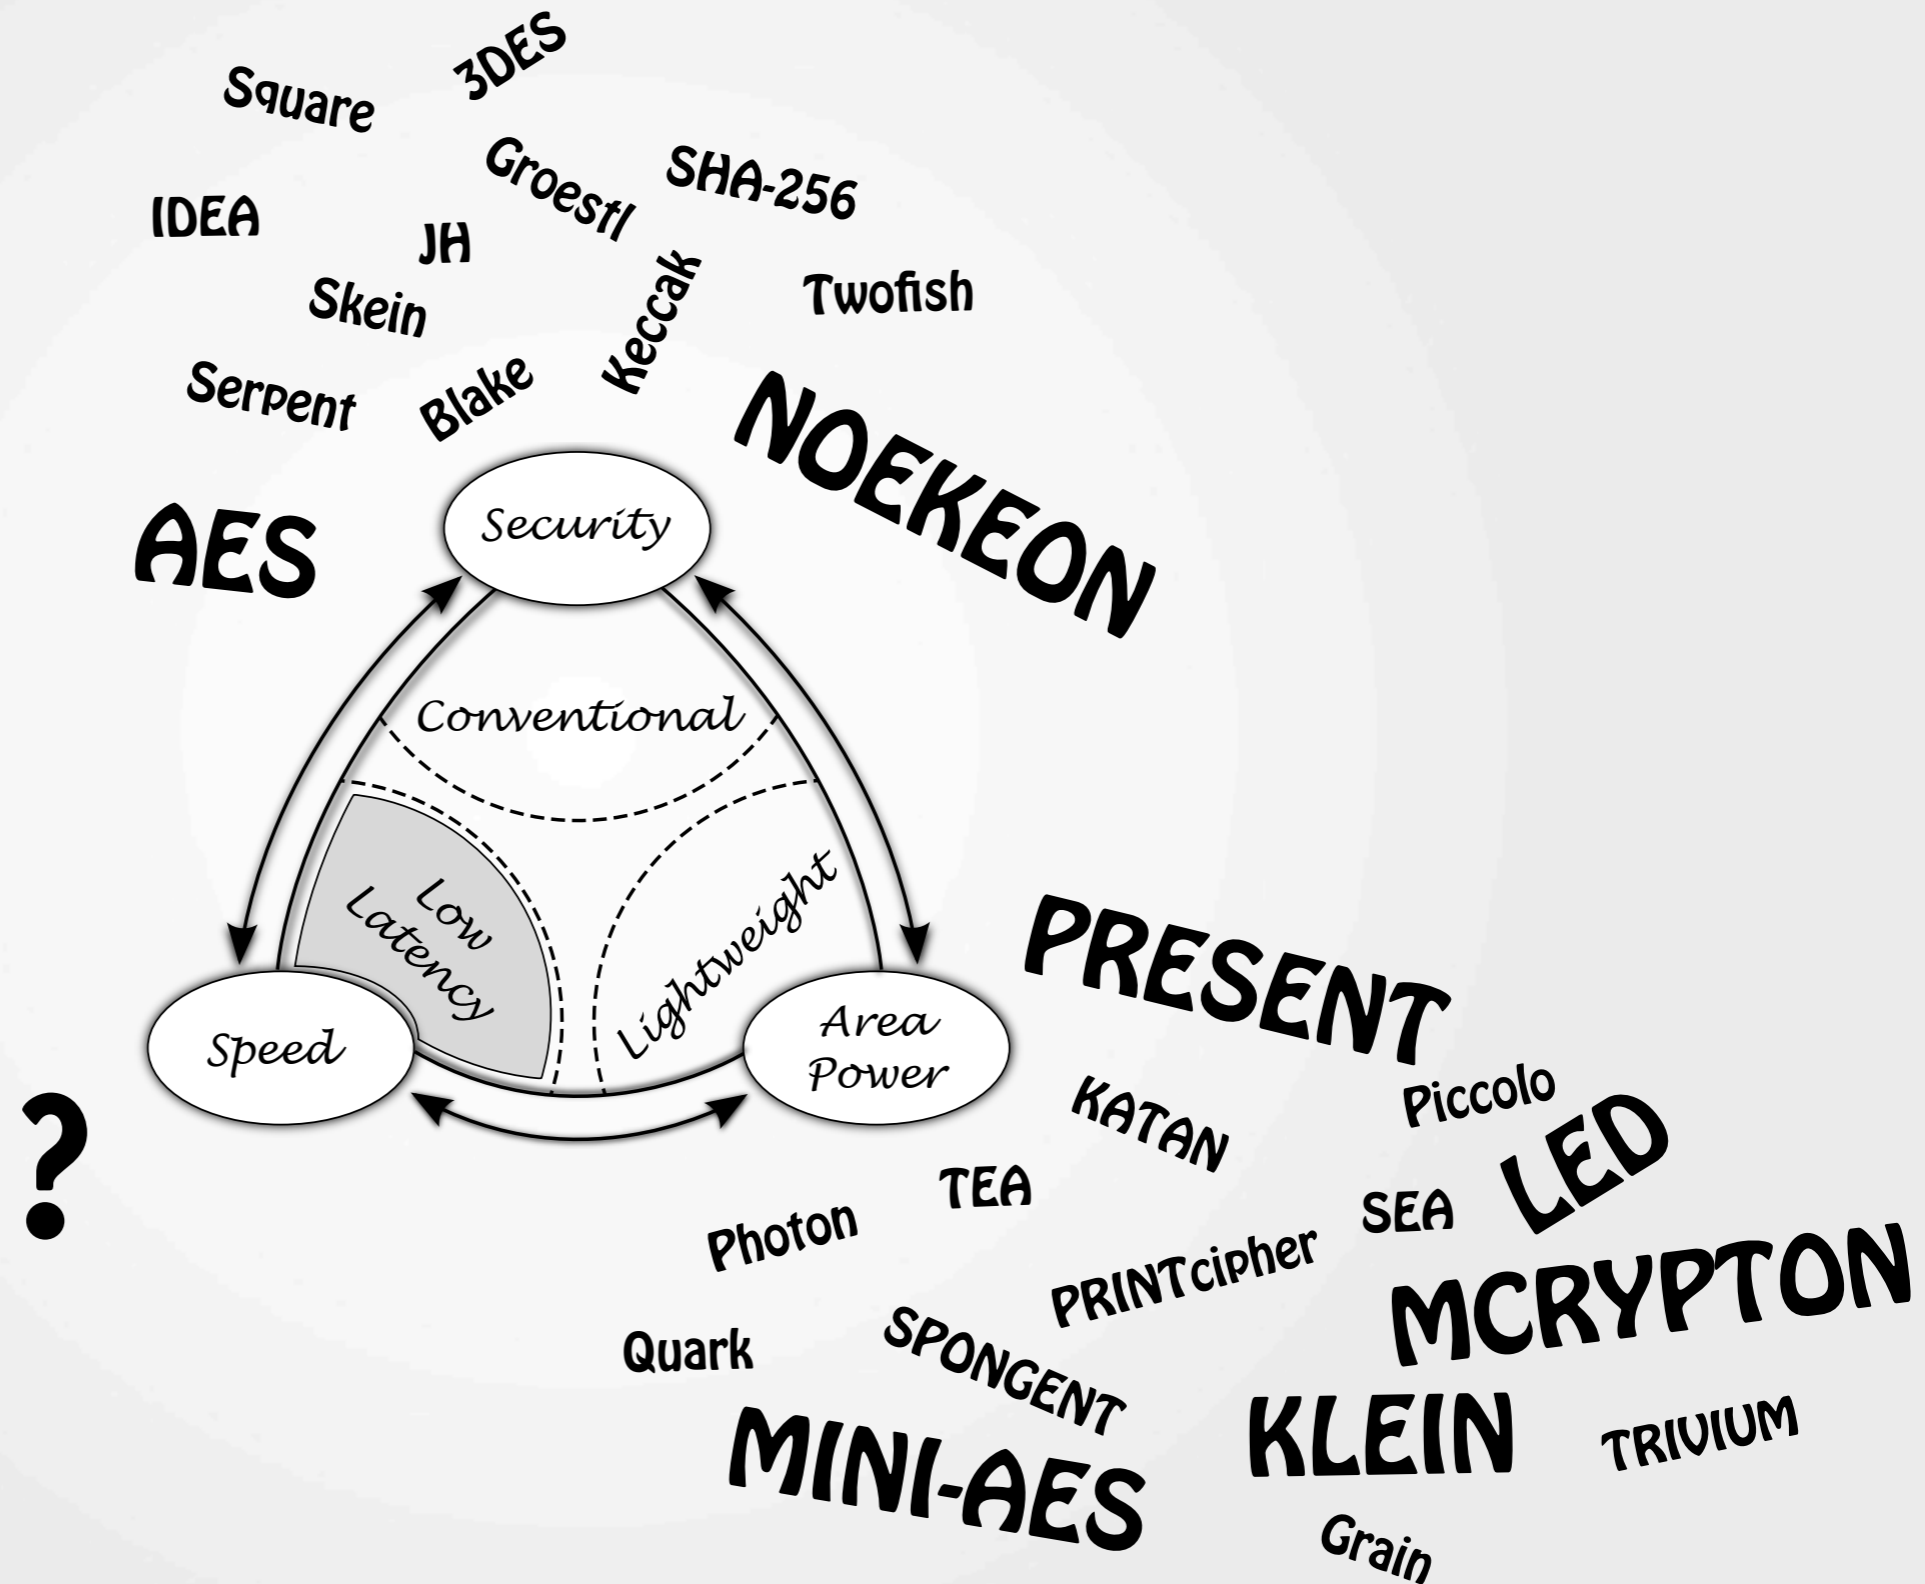 3DES
Square
Groestl
SHA-256
IDEA
JH
Keccak
Twofish
Skein
Serpent
Blake
NOEKEON
AES
Security
Conventional
Low
Latency
Lightweight
Speed
Area
Power
PRESENT
?
KATAN
Piccolo
LED
TEA
SEA
Photon
PRINTcipher
MCRYPTON
Quark
SPONGENT
KLEIN
TRIVIUM
MINI-AES
Grain